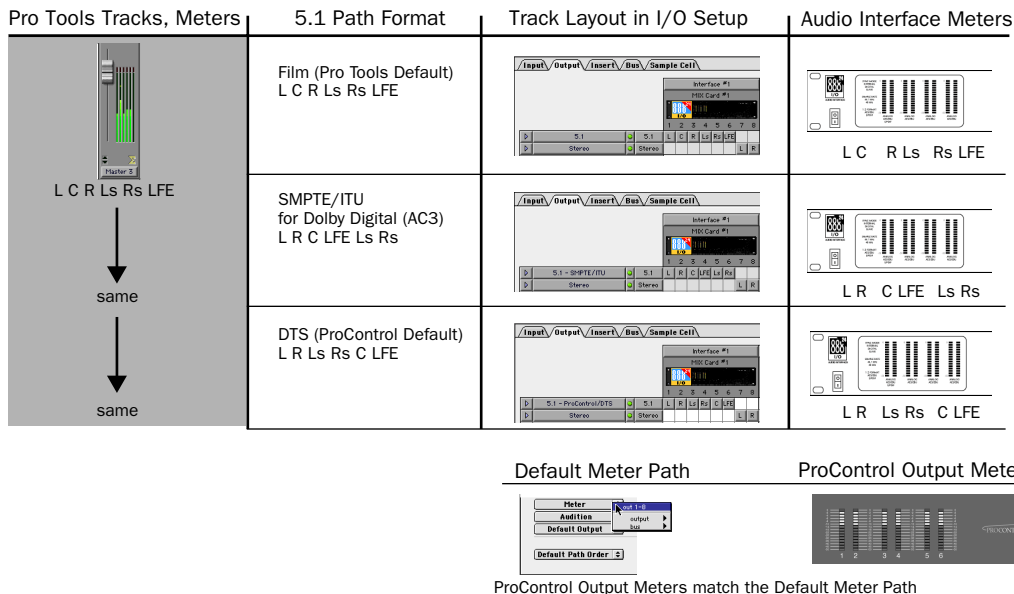 Pro Tools Tracks, Meters
5.1 Path Format
Track Layout in I/O Setup
Audio Interface Meters
Master 3
L C R Ls Rs LFE
same
same
Film (Pro Tools Default)
L C R Ls Rs LFE
Input Output Insert Bus Sample Cell
Interface #1
MIX Card #1
888
I/O
1 2 3 4 5 6 7 8
5.1 5.1 L C R Ls Rs LFE
Stereo Stereo L R
888
I/O
L C R Ls Rs LFE
SMPTE/ITU
for Dolby Digital (AC3)
L R C LFE Ls Rs
Input Output Insert Bus Sample Cell
Interface #1
MIX Card #1
888
I/O
1 2 3 4 5 6 7 8
5.1 - SMPTE/ITU 5.1 L R C LFE Ls Rs
Stereo Stereo L R
888
I/O
L R C LFE Ls Rs
DTS (ProControl Default)
L R Ls Rs C LFE
Input Output Insert Bus Sample Cell
Interface #1
MIX Card #1
888
I/O
1 2 3 4 5 6 7 8
5.1 - ProControl/DTS 5.1 L R Ls Rs C LFE
Stereo Stereo L R
888
I/O
L R Ls Rs C LFE
Default Meter Path
ProControl Output Mete
Meter
Audition
Default Output
out 1-8
output
bus
Default Path Order
1 2 3 4 5 6
PROCON
ProControl Output Meters match the Default Meter Path